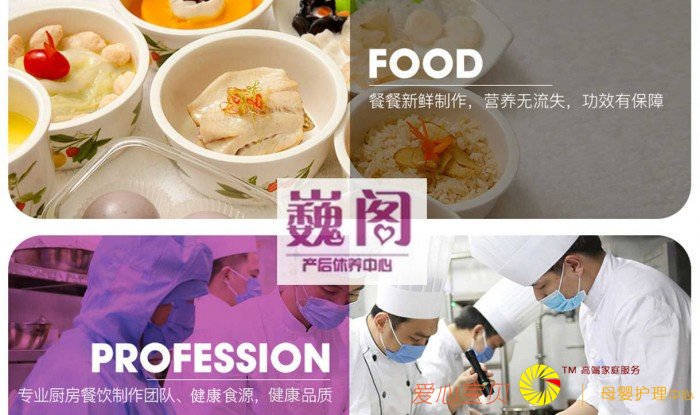 FOOD
餐餐新鲜制作，营养无流失，功效有保障
巍阁
产后休养中心
PROFESSION
专业厨房餐饮制作团队、健康食源，健康品质
TM 高端家庭服务
爱心
母婴护理